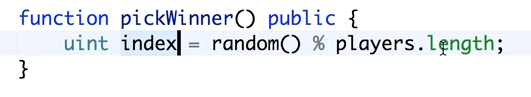 function pickWinner() public {
    uint index = random() % players.length;
}